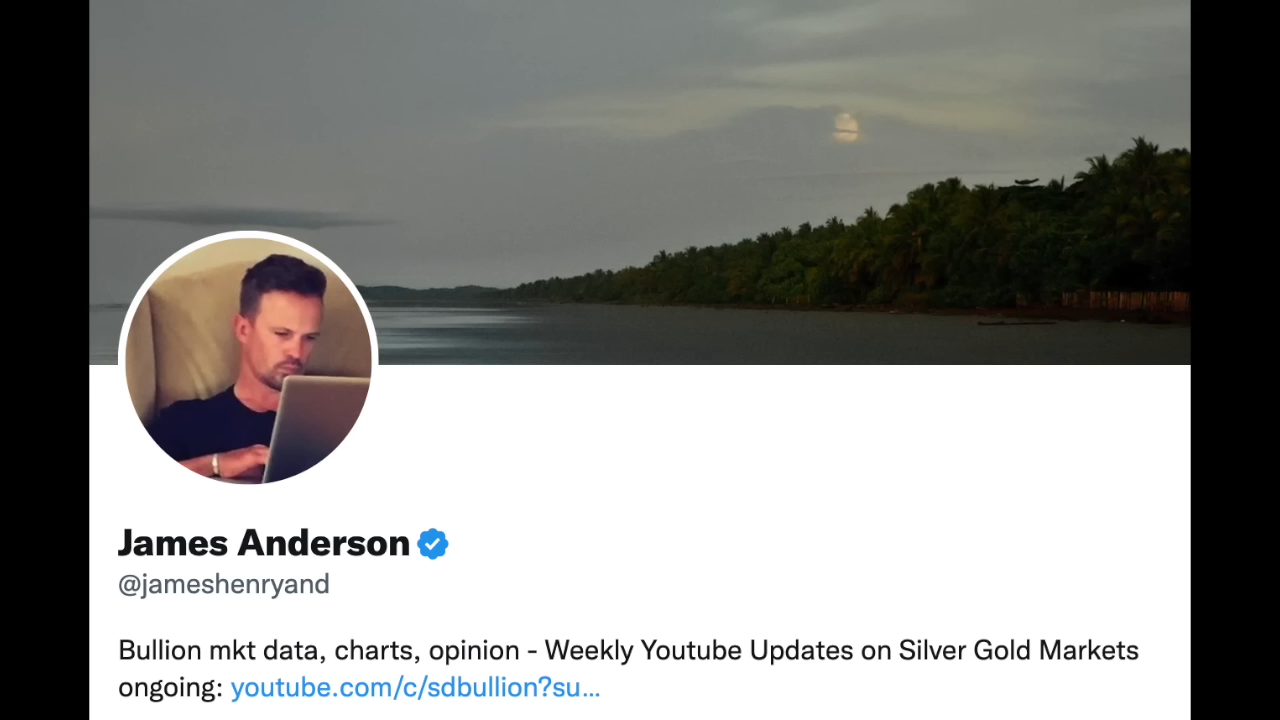 James Anderson
@jameshenryand
Bullion mkt data, charts, opinion - Weekly Youtube Updates on Silver Gold Markets
ongoing: youtube.com/c/sdbullion?su...